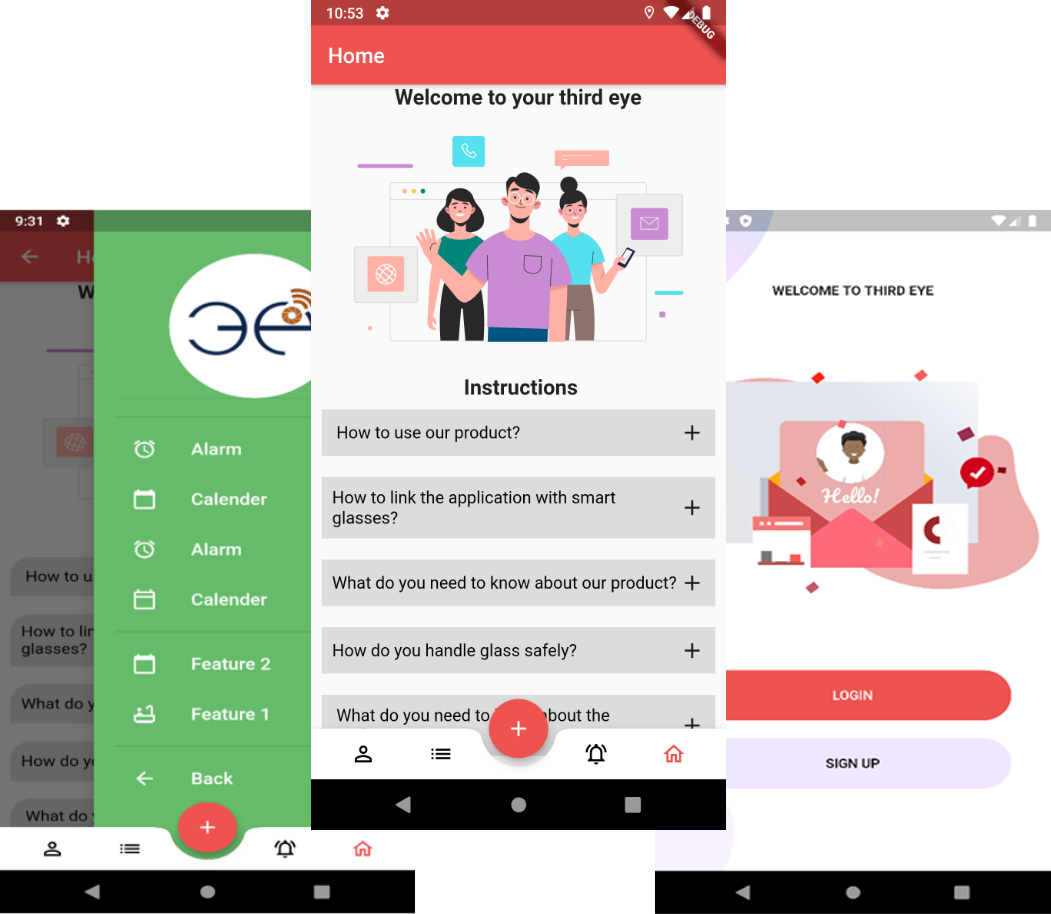 10:53
DEBUG
Home
Welcome to your third eye
Instructions
How to use our product?
How to link the application with smart
glasses?
What do you need to know about our product?
How do you handle glass safely?
What do you need to about the
9:31
Alarm
Calender
Alarm
Calender
Feature 2
Feature 1
Back
How to
How to
glasses?
What do
How do
What do
WELCOME TO THIRD EYE
Hello!
LOGIN
SIGN UP